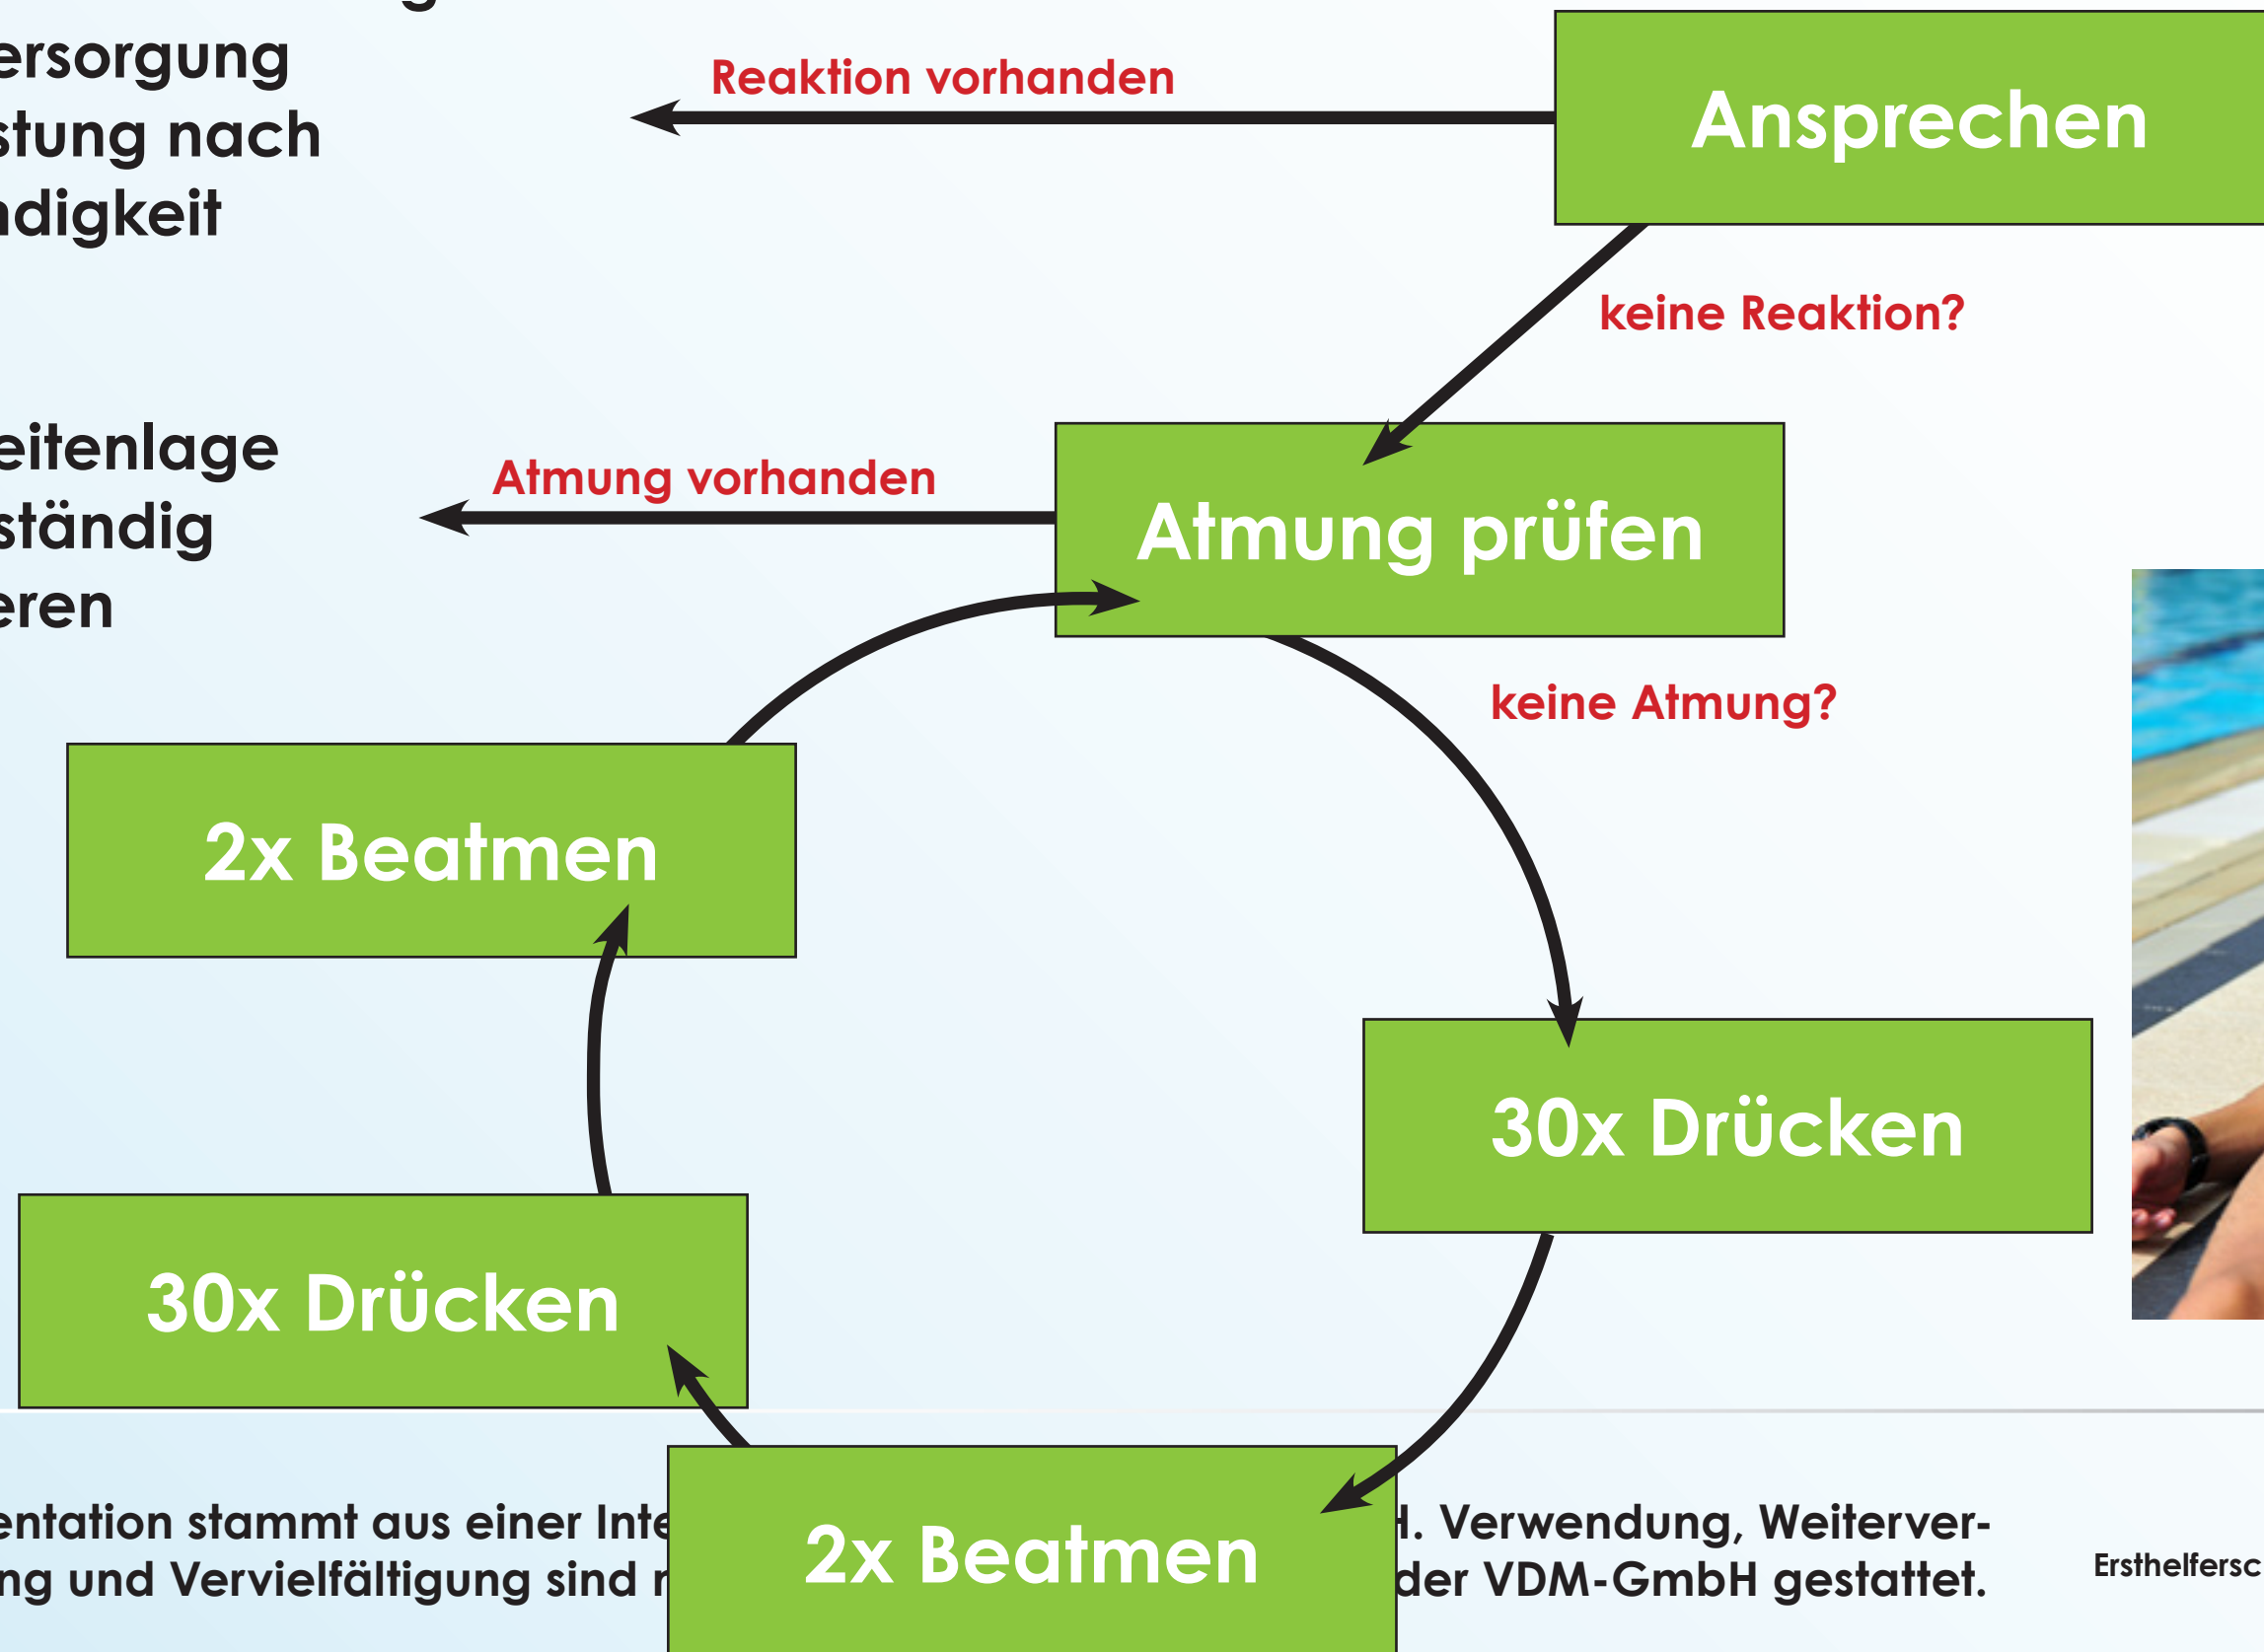 Ansprechen
Reaktion vorhanden
ersorgung
stung nach
ndigkeit
keine Reaktion?
Atmung prüfen
Atmung vorhanden
eitenlage
ständig
eren
keine Atmung?
2x Beatmen
30x Drücken
30x Drücken
2x Beatmen
entation stammt aus einer Inte H. Verwendung, Weiterver-
ng und Vervielfältigung sind der VDM-GmbH gestattet.
Ersthelfersc